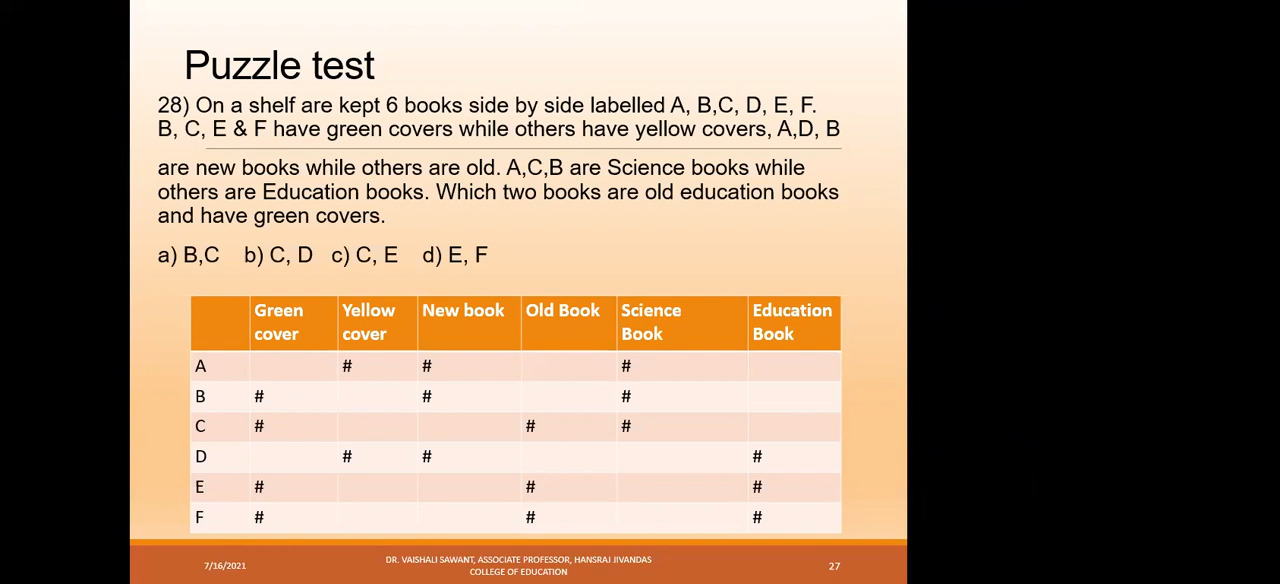 Puzzle test
28) On a shelf are kept 6 books side by side labelled A, B,C, D, E, F.
B, C, E & F have green covers while others have yellow covers, A,D, B
are new books while others are old. A,C,B are Science books while
others are Education books. Which two books are old education books
and have green covers.
a) B,C b) C, D c) C, E d) E, F
Green cover Yellow cover New book Old Book Science Book Education Book
A # # #
B # # #
C # # #
D # # #
E # # #
F # # #
7/16/2021
DR. VAISHALI SAWANT, ASSOCIATE PROFESSOR, HANSRAJ JIVANDAS
COLLEGE OF EDUCATION
27